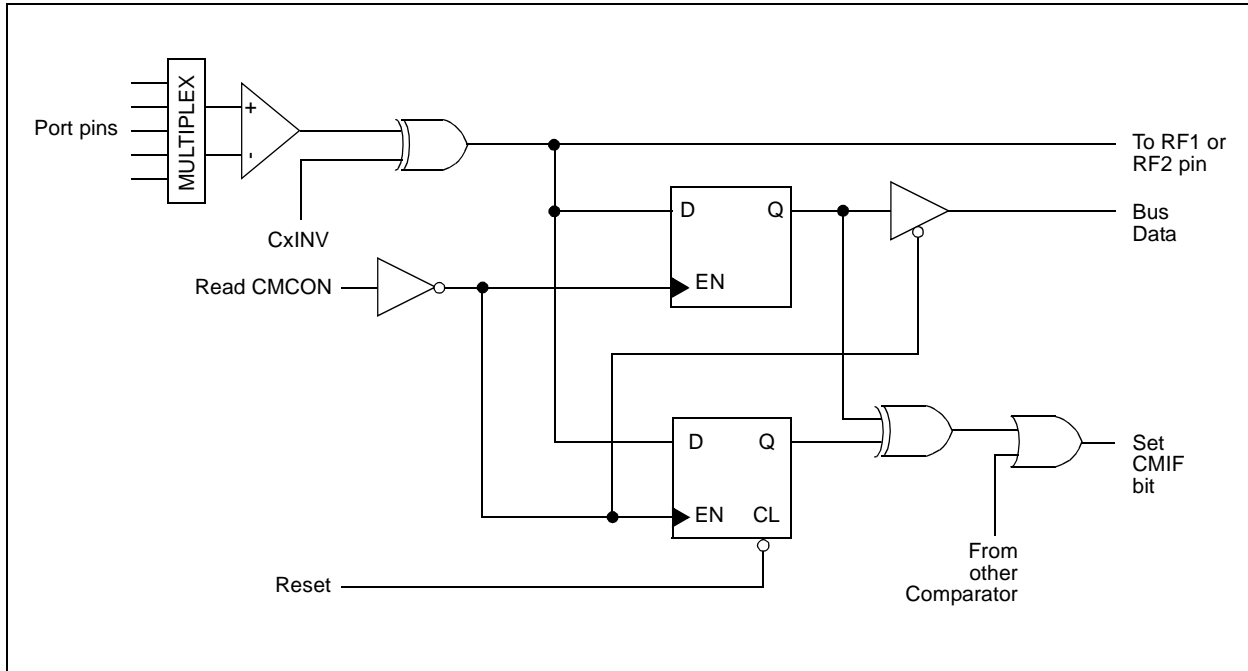 MULTIPLEX
Port pins
+
-
CxINV
To RF1 or
RF2 pin
D
Q
EN
Bus
Data
Read CMCON
D
Q
EN
CL
Set
CMIF
bit
From
other
Comparator
Reset